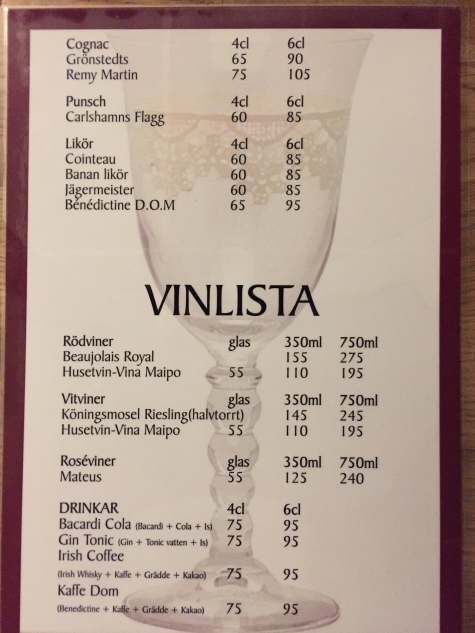 Cognac 4cl 6cl
Grönstedts 65 90
Remy Martin 75 105
Punsch 4cl 6cl
Carlshamns Flagg 60 85
Likör 4cl 6cl
Cointeau 60 85
Banan likör 60 85
Jägermeister 60 85
Bénédictine D.O.M 65 95
VINLISTA
Rödviner glas 350ml 750ml
Beaujolais Royal 155 275
Husetvin-Vina Maipo 55 110 195
Vitviner glas 350ml 750ml
Köningsmosel Riesling(halvtorrt) 145 245
Husetvin-Vina Maipo 55 110 195
Roséviner glas 350ml 750ml
Mateus 55 125 240
DRINKAR 4cl 6cl
Bacardi Cola (Bacardi + Cola + Is) 75 95
Gin Tonic (Gin + Tonic vatten + Is) 75 95
Irish Coffee
(Irish Whisky + Kaffe + Grädde + Kakao) 75 95
Kaffe Dom
(Benedictine + Kaffe + Grädde + Kakao) 75 95